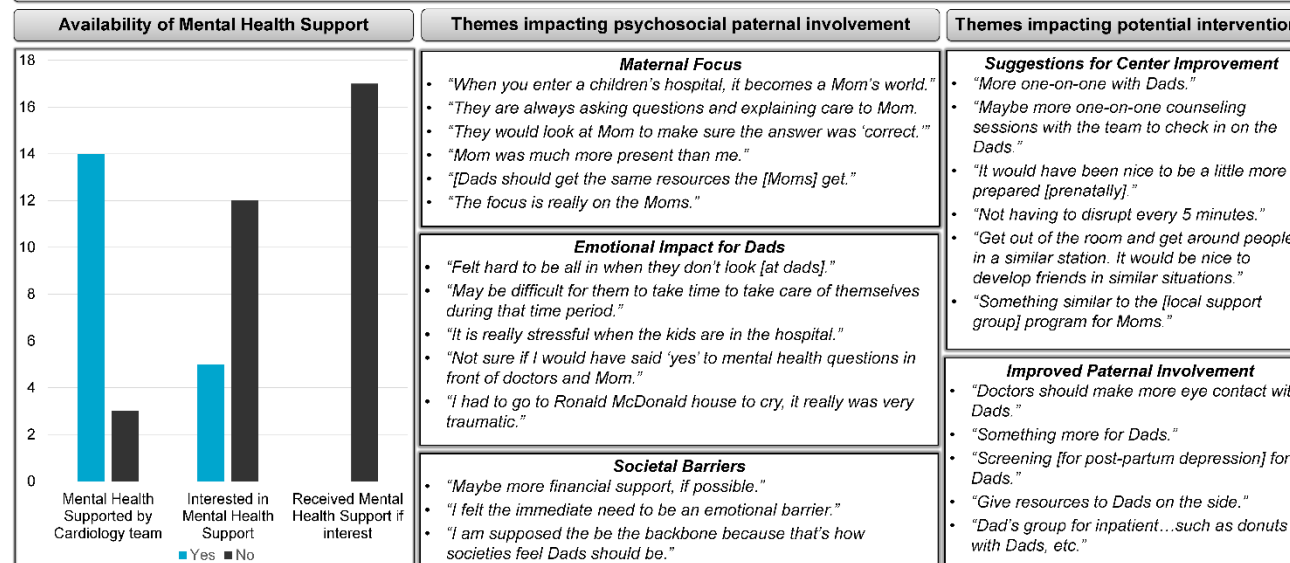 Availability of Mental Health Support
18
16
14
12
10
8
6
4
2
0
Mental Health
Supported by
Cardiology team
Interested in
Mental Health
Support
Received Mental
Health Support if
interest
Yes No
Themes impacting psychosocial paternal involvement
Maternal Focus
• “When you enter a children’s hospital, it becomes a Mom’s world.”
• “They are always asking questions and explaining care to Mom.
• “They would look at Mom to make sure the answer was ‘correct.’”
• “Mom was much more present than me.”
• “[Dads should get the same resources the [Moms] get.”
• “The focus is really on the Moms.”
Emotional Impact for Dads
• “Felt hard to be all in when they don’t look [at dads].”
• “May be difficult for them to take time to take care of themselves
during that time period.”
• “It is really stressful when the kids are in the hospital.”
• “Not sure if I would have said ‘yes’ to mental health questions in
front of doctors and Mom.”
• “I had to go to Ronald McDonald house to cry, it really was very
traumatic.”
Societal Barriers
• “Maybe more financial support, if possible.”
• “I felt the immediate need to be an emotional barrier.”
• “I am supposed the be the backbone because that’s how
societies feel Dads should be.”
Themes impacting potential intervention
Suggestions for Center Improvement
• “More one-on-one with Dads.”
• “Maybe more one-on-one counseling
sessions with the team to check in on the
Dads.”
• “It would have been nice to be a little more
prepared [prenatally].”
• “Not having to disrupt every 5 minutes.”
• “Get out of the room and get around people
in a similar station. It would be nice to
develop friends in similar situations.”
• “Something similar to the [local support
group] program for Moms.”
Improved Paternal Involvement
• “Doctors should make more eye contact wit
Dads.”
• “Something more for Dads.”
• “Screening [for post-partum depression] for
Dads.”
• “Give resources to Dads on the side.”
• “Dad’s group for inpatient…such as donuts
with Dads, etc.”